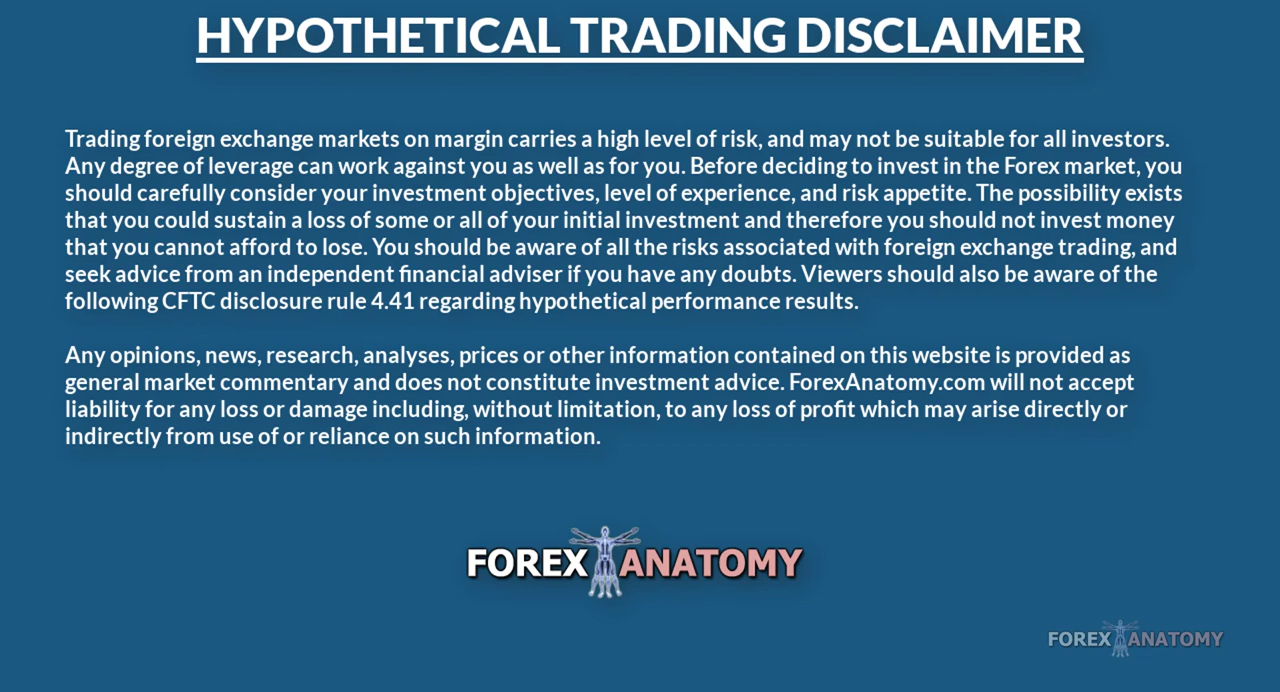 HYPOTHETICAL TRADING DISCLAIMER
Trading foreign exchange markets on margin carries a high level of risk, and may not be suitable for all investors.
Any degree of leverage can work against you as well as for you. Before deciding to invest in the Forex market, you
should carefully consider your investment objectives, level of experience, and risk appetite. The possibility exists
that you could sustain a loss of some or all of your initial investment and therefore you should not invest money
that you cannot afford to lose. You should be aware of all the risks associated with foreign exchange trading, and
seek advice from an independent financial adviser if you have any doubts. Viewers should also be aware of the
following CFTC disclosure rule 4.41 regarding hypothetical performance results.
Any opinions, news, research, analyses, prices or other information contained on this website is provided as
general market commentary and does not constitute investment advice. ForexAnatomy.com will not accept
liability for any loss or damage including, without limitation, to any loss of profit which may arise directly or
indirectly from use of or reliance on such information.
FOREX ANATOMY
FOREX ANATOMY